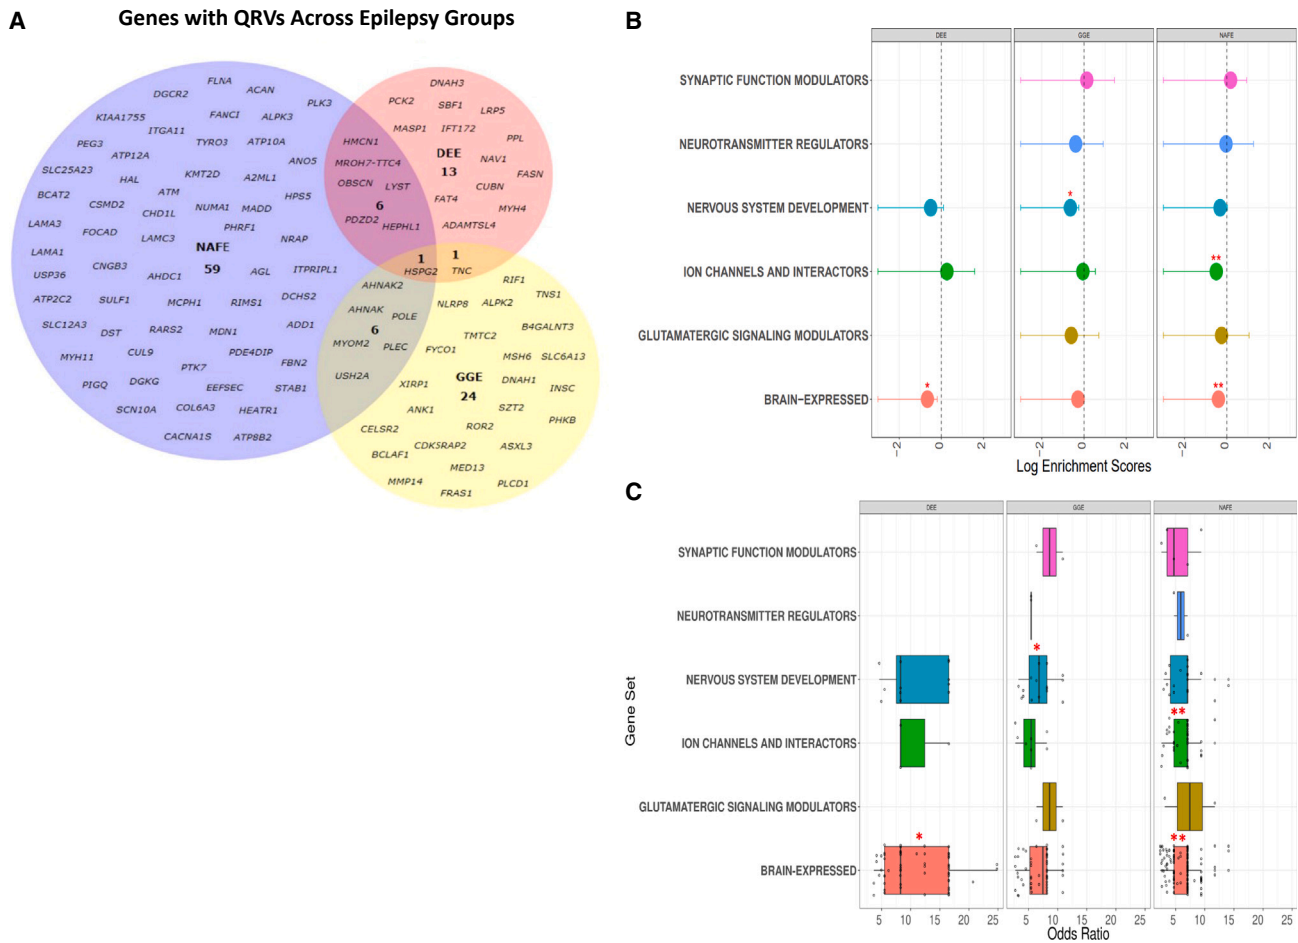 A
Genes with QRVs Across Epilepsy Groups
FLNA
ACAN
DGCR2
PLK3
KIAA1755
FANCI
ALPK3
ITGA11
PEG3
TYRO3
ATP10A
ATP12A
ANO5
SLC25A23
HAL
KMT2D
A2ML1
BCAT2
ATM
HPS5
CSMD2
NUMA1
MADD
LAMA3
CHD1L
PHRF1
FOCAD
LAMC3
NRAP
NAFE
59
LAMA1
CNGB3
AGL
ITPRIPL1
USP36
AHDC1
ATP2C2
SULF1
MCPH1
RIMS1
DCHS2
SLC12A3
DST
RARS2
MDN1
ADD1
MYH11
CUL9
PDE4DIP
FBN2
PTK7
PIGQ
DGKG
EEFSEC
STAB1
SCN10A
COL6A3
HEATR1
CACNA1S
ATP8B2
HMCN1
MROH7-TTC4
OBSCN
LYST
6
PDZD2
HEPHL1
DNAH3
PCK2
SBF1
LRP5
MASP1
IFT172
PPL
DEE
13
NAV1
FASN
CUBN
FAT4
MYH4
ADAMTSL4
1
HSPG2
1
TNC
AHNAK2
AHNAK
POLE
6
MYOM2
PLEC
USH2A
RIF1
NLRP8
ALPK2
TNS1
B4GALNT3
TMTC2
FYCO1
MSH6
SLC6A13
GGE
24
XIRP1
DNAH1
INSC
ANK1
SZT2
PHKB
CELSR2
ROR2
CDK5RAP2
ASXL3
BCLAF1
MED13
MMP14
PLCD1
FRAS1
B
DEE
GGE
NAFE
SYNAPTIC FUNCTION MODULATORS
NEUROTRANSMITTER REGULATORS
*
NERVOUS SYSTEM DEVELOPMENT
**
ION CHANNELS AND INTERACTORS
GLUTAMATERGIC SIGNALING MODULATORS
* **
BRAIN−EXPRESSED
−2 0 2 −2 0 2 −2 0 2
Log Enrichment Scores
C
DEE
GGE
NAFE
Gene Set
SYNAPTIC FUNCTION MODULATORS
NEUROTRANSMITTER REGULATORS
*
NERVOUS SYSTEM DEVELOPMENT
**
ION CHANNELS AND INTERACTORS
GLUTAMATERGIC SIGNALING MODULATORS
* **
BRAIN-EXPRESSED
5 10 15 20 25 5 10 15 20 25 5 10 15 20 25
Odds Ratio